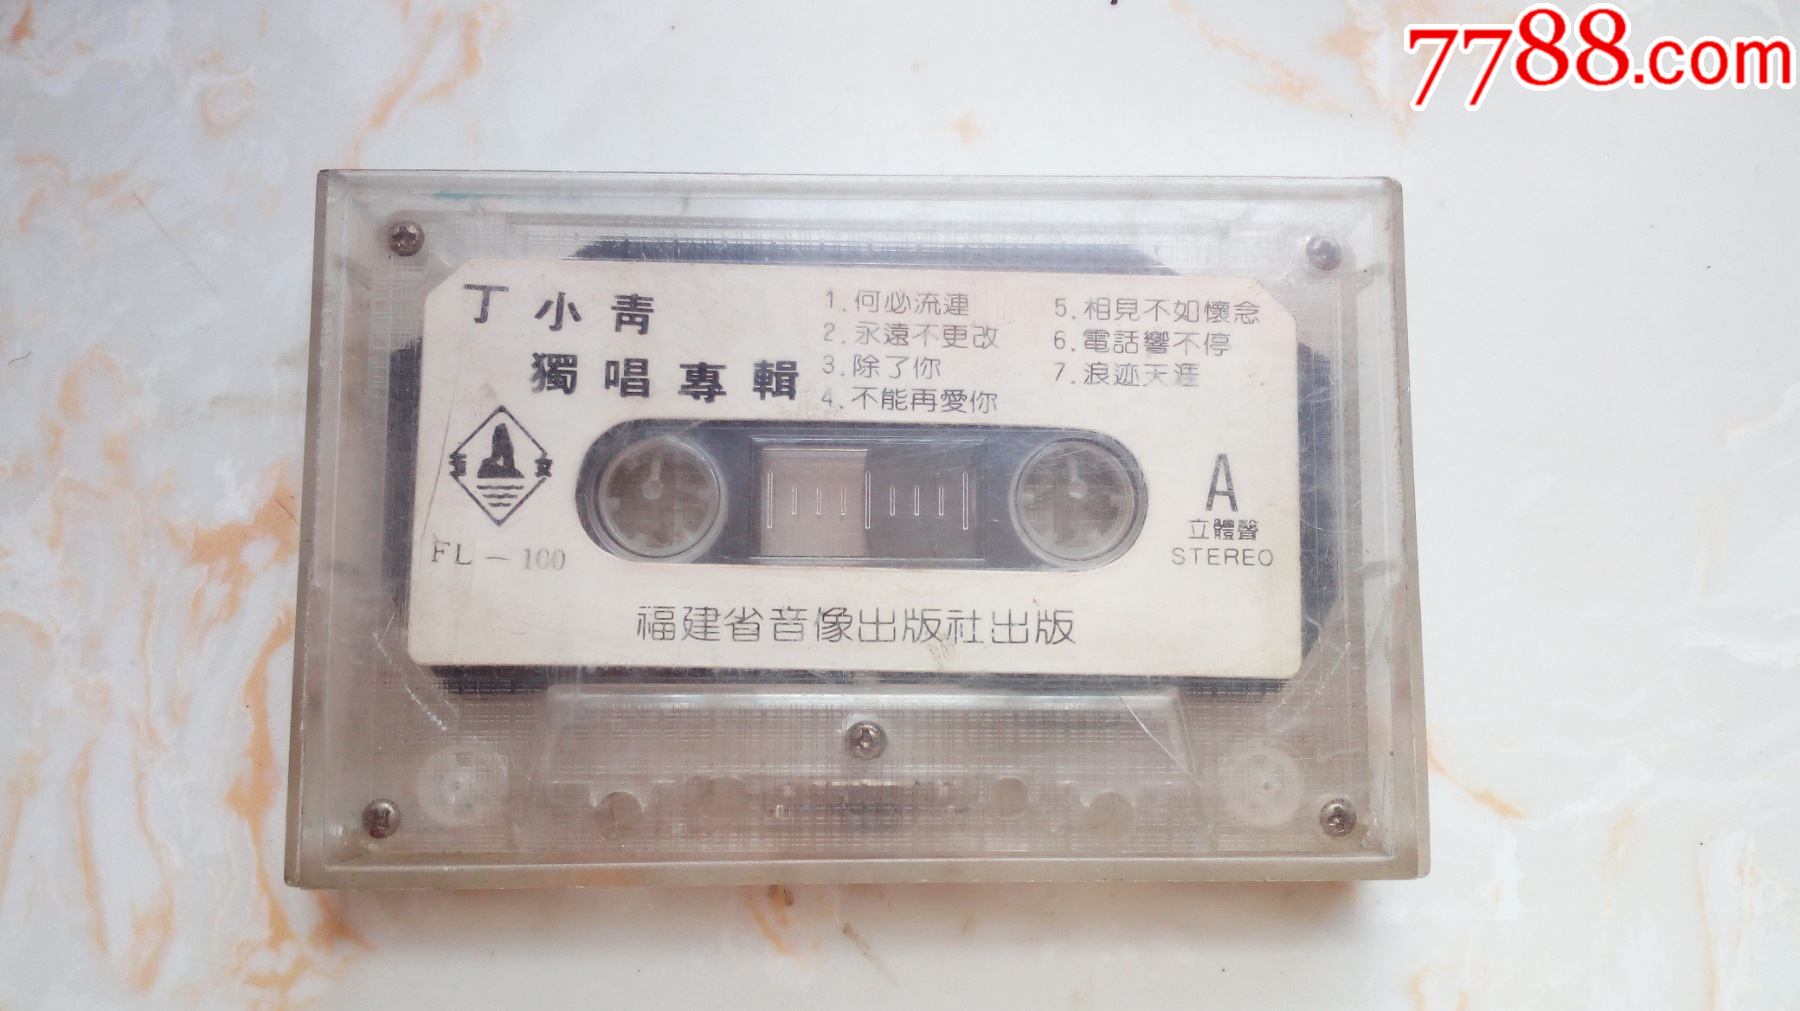 7788.com
丁小青
獨唱專輯
1.何必流連
2.永遠不更改
3.除了你
4.不能再愛你
5.相見不如懷念
6.電話響不停
7.浪迹天涯
玉女
FL-100
A
立體聲
STEREO
福建省音像出版社出版